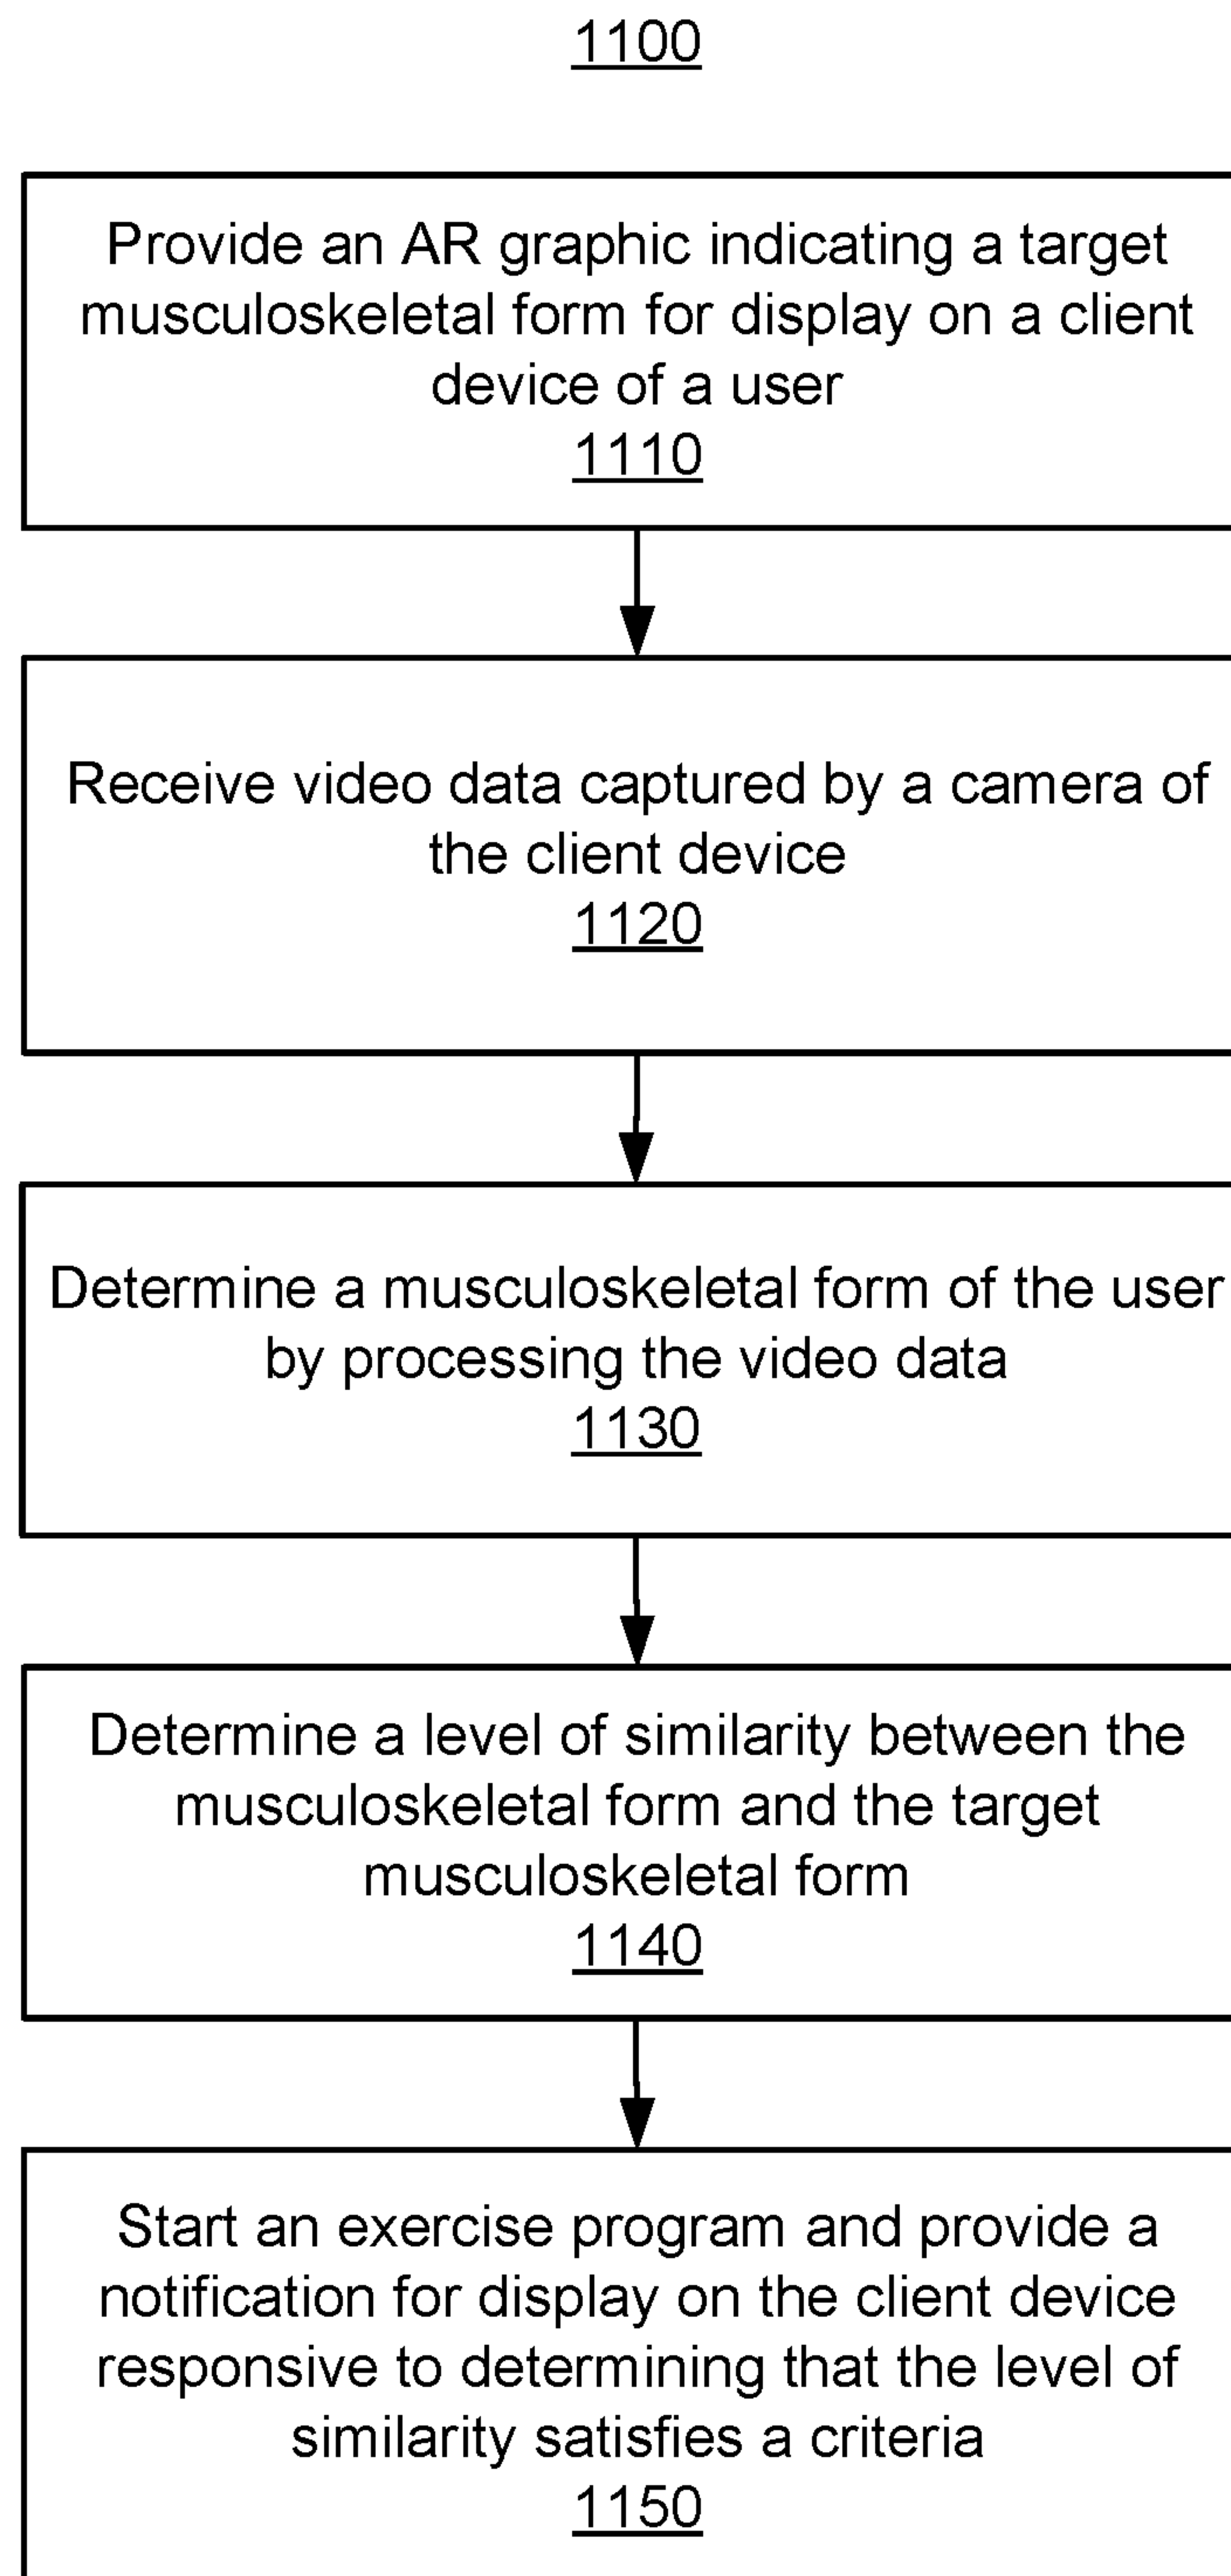 1100
Provide an AR graphic indicating a target
musculoskeletal form for display on a client
device of a user
1110
Receive video data captured by a camera of
the client device
1120
Determine a musculoskeletal form of the user
by processing the video data
1130
Determine a level of similarity between the
musculoskeletal form and the target
musculoskeletal form
1140
Start an exercise program and provide a
notification for display on the client device
responsive to determining that the level of
similarity satisfies a criteria
1150